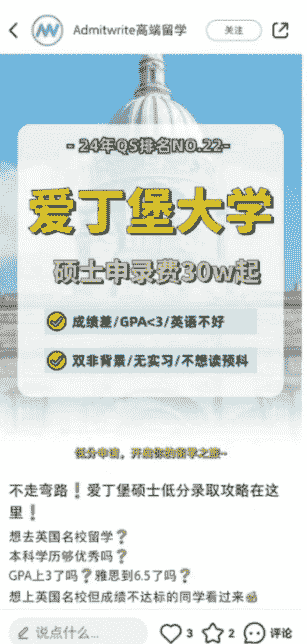 Admitwrite高端留学
关注
- 24年QS排名NO.22-
爱丁堡大学
硕士申录费30w起
成绩差/GPA<3/英语不好
双非背景/无实习/不想读预科
低分申请，开启你的留学之旅~
不走弯路❗爱丁堡硕士低分录取攻略在这
里❗
想去英国名校留学❓
本科学历够优秀吗❓
GPA上3了吗❓雅思到6.5了吗❓
想上英国名校但成绩不达标的同学看过来
说点什么...
3
2
评论